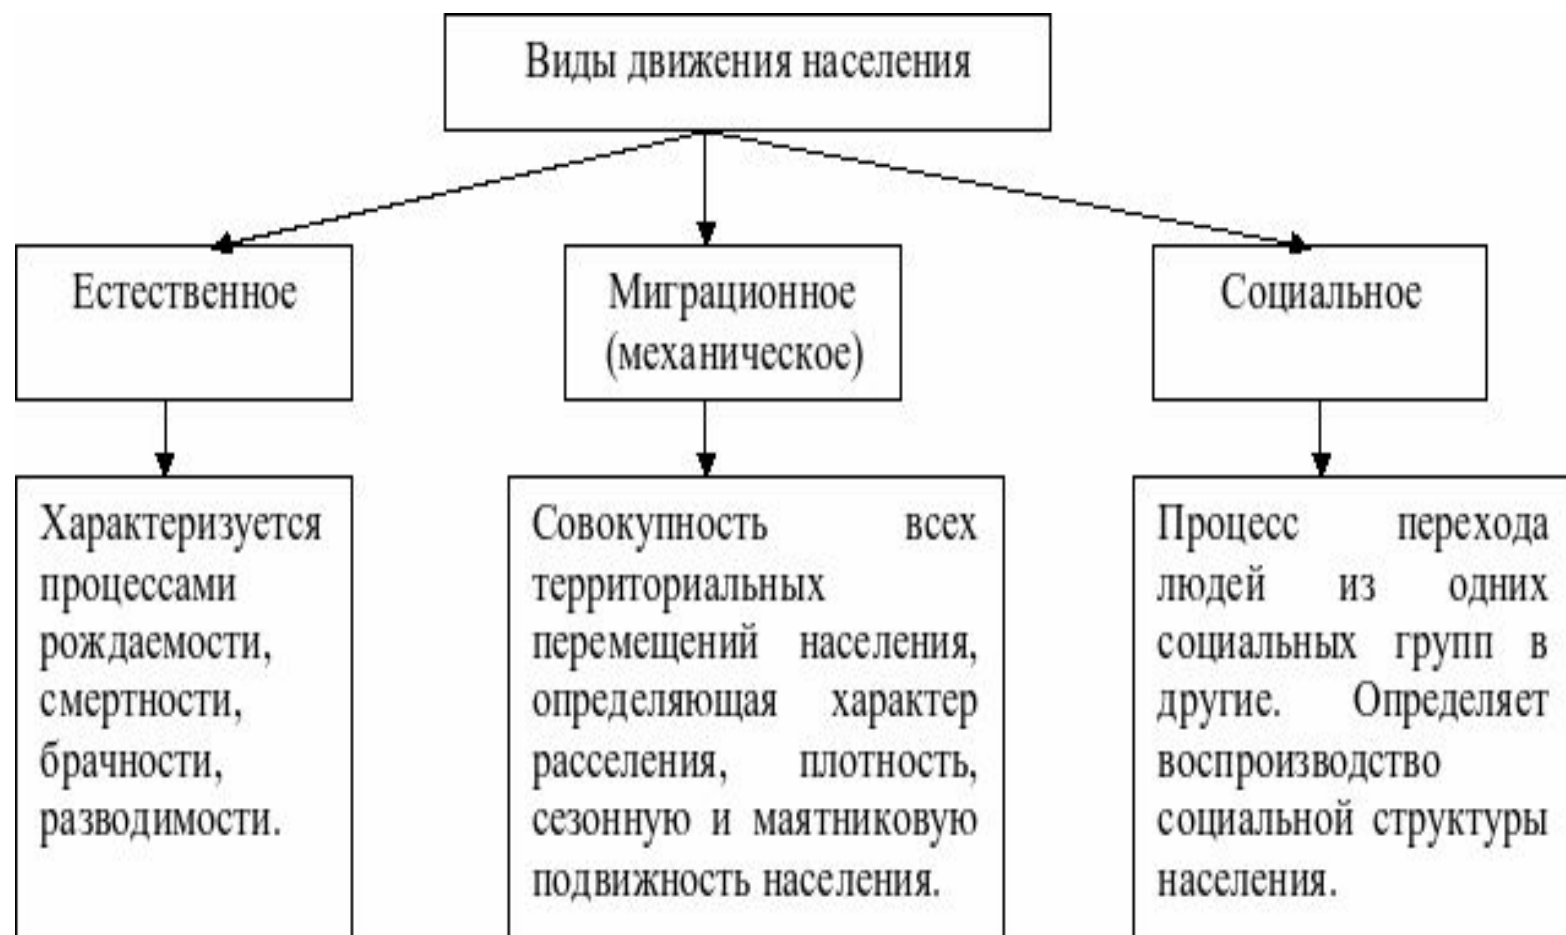 Виды движения населения
Естественное
Миграционное
(механическое)
Социальное
Характеризуется
процессами
рождаемости,
смертности,
брачности,
разводимости.
Совокупность всех
территориальных
перемещений населения,
определяющая характер
расселения, плотность,
сезонную и маятниковую
подвижность населения.
Процесс перехода
людей из одних
социальных групп в
другие. Определяет
воспроизводство
социальной структуры
населения.